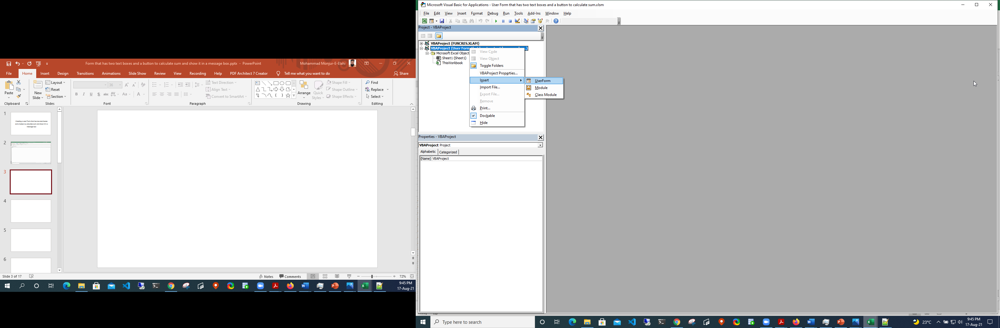 Form that has two text boxes and a button to calculate sum and show it in a message box.pptx - PowerPoint
Mohammad Monjur-E-Elahi
File Home Insert Design Transitions Animations Slide Show Review View Recording Help PDF Architect 7 Creator Tell me what you want to do Share
Paste
Clipboard
New
Slide
Layout
Reset
Section
Slides
36
B I U S abc AV Aa A
Font
Text Direction
Align Text
Convert to SmartArt
Paragraph
Arrange
Quick
Styles
Shape Fill
Shape Outline
Shape Effects
Drawing
Find
Replace
Select
Editing
1
Creating a user Form that has two text boxes
and a button to calculate sum and show it in a
message box
2
3
4
5
6
Slide 3 of 17
Notes Comments
72%
9:45 PM
17-Aug-21
Microsoft Visual Basic for Applications - User Form that has two text boxes and a button to calculate sum.xlsm
File Edit View Insert Format Debug Run Tools Add-Ins Window Help
Project - VBAProject
VBAProject (FUNCRES.XLAM)
VBAProject (User Form
Microsoft Excel Object
Sheet1 (Sheet1)
ThisWorkbook
View Code
View Object
Toggle Folders
VBAProject Properties...
Insert
Import File...
Export File...
Remove
Print...
Dockable
Hide
UserForm
Module
Class Module
Properties - VBAProject
VBAProject Project
Alphabetic Categorized
(Name) VBAProject
Type here to search
23°C
9:45 PM
17-Aug-21